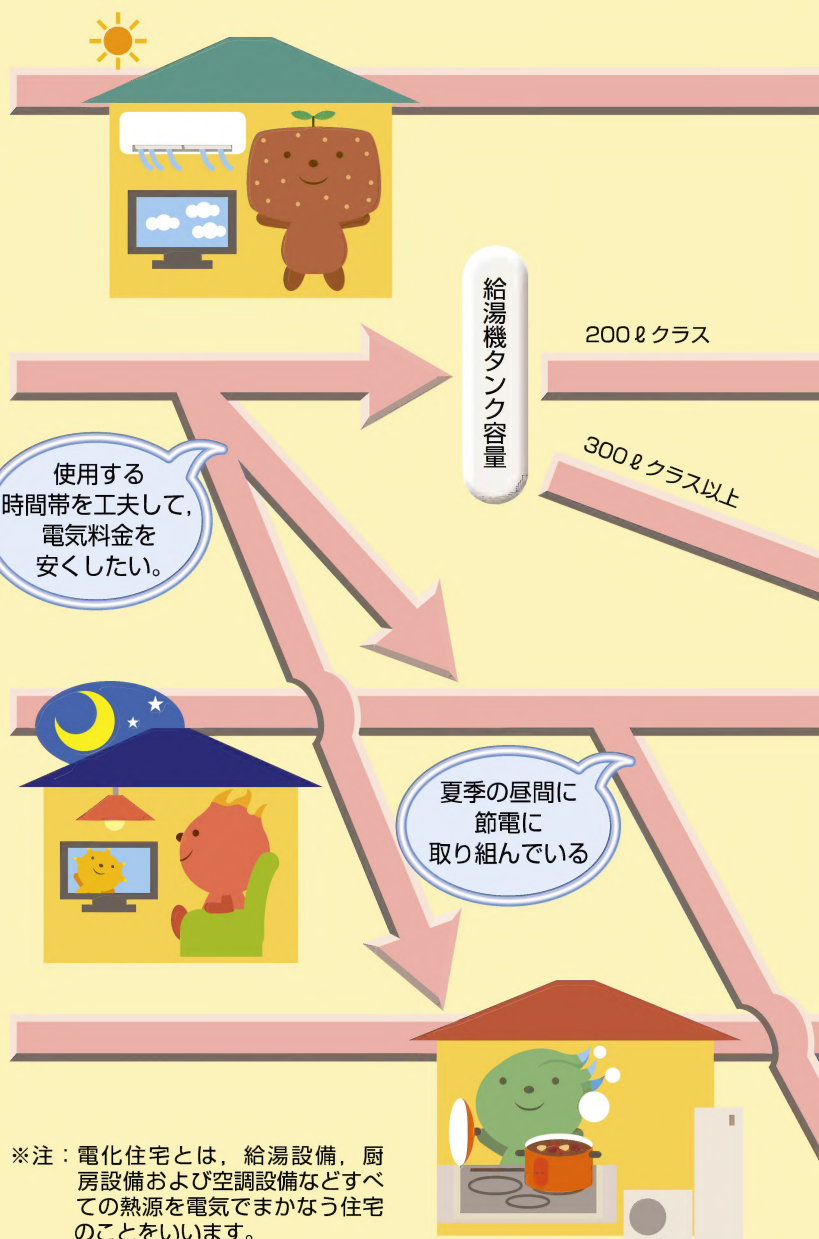 給湯機タンク容量
200ℓクラス
300ℓクラス以上
使用する
時間帯を工夫して，
電気料金を
安くしたい。
夏季の昼間に
節電に
取り組んでいる
※注：電化住宅とは，給湯設備，厨
房設備および空調設備などすべ
ての熱源を電気でまかなう住宅
のことをいいます。